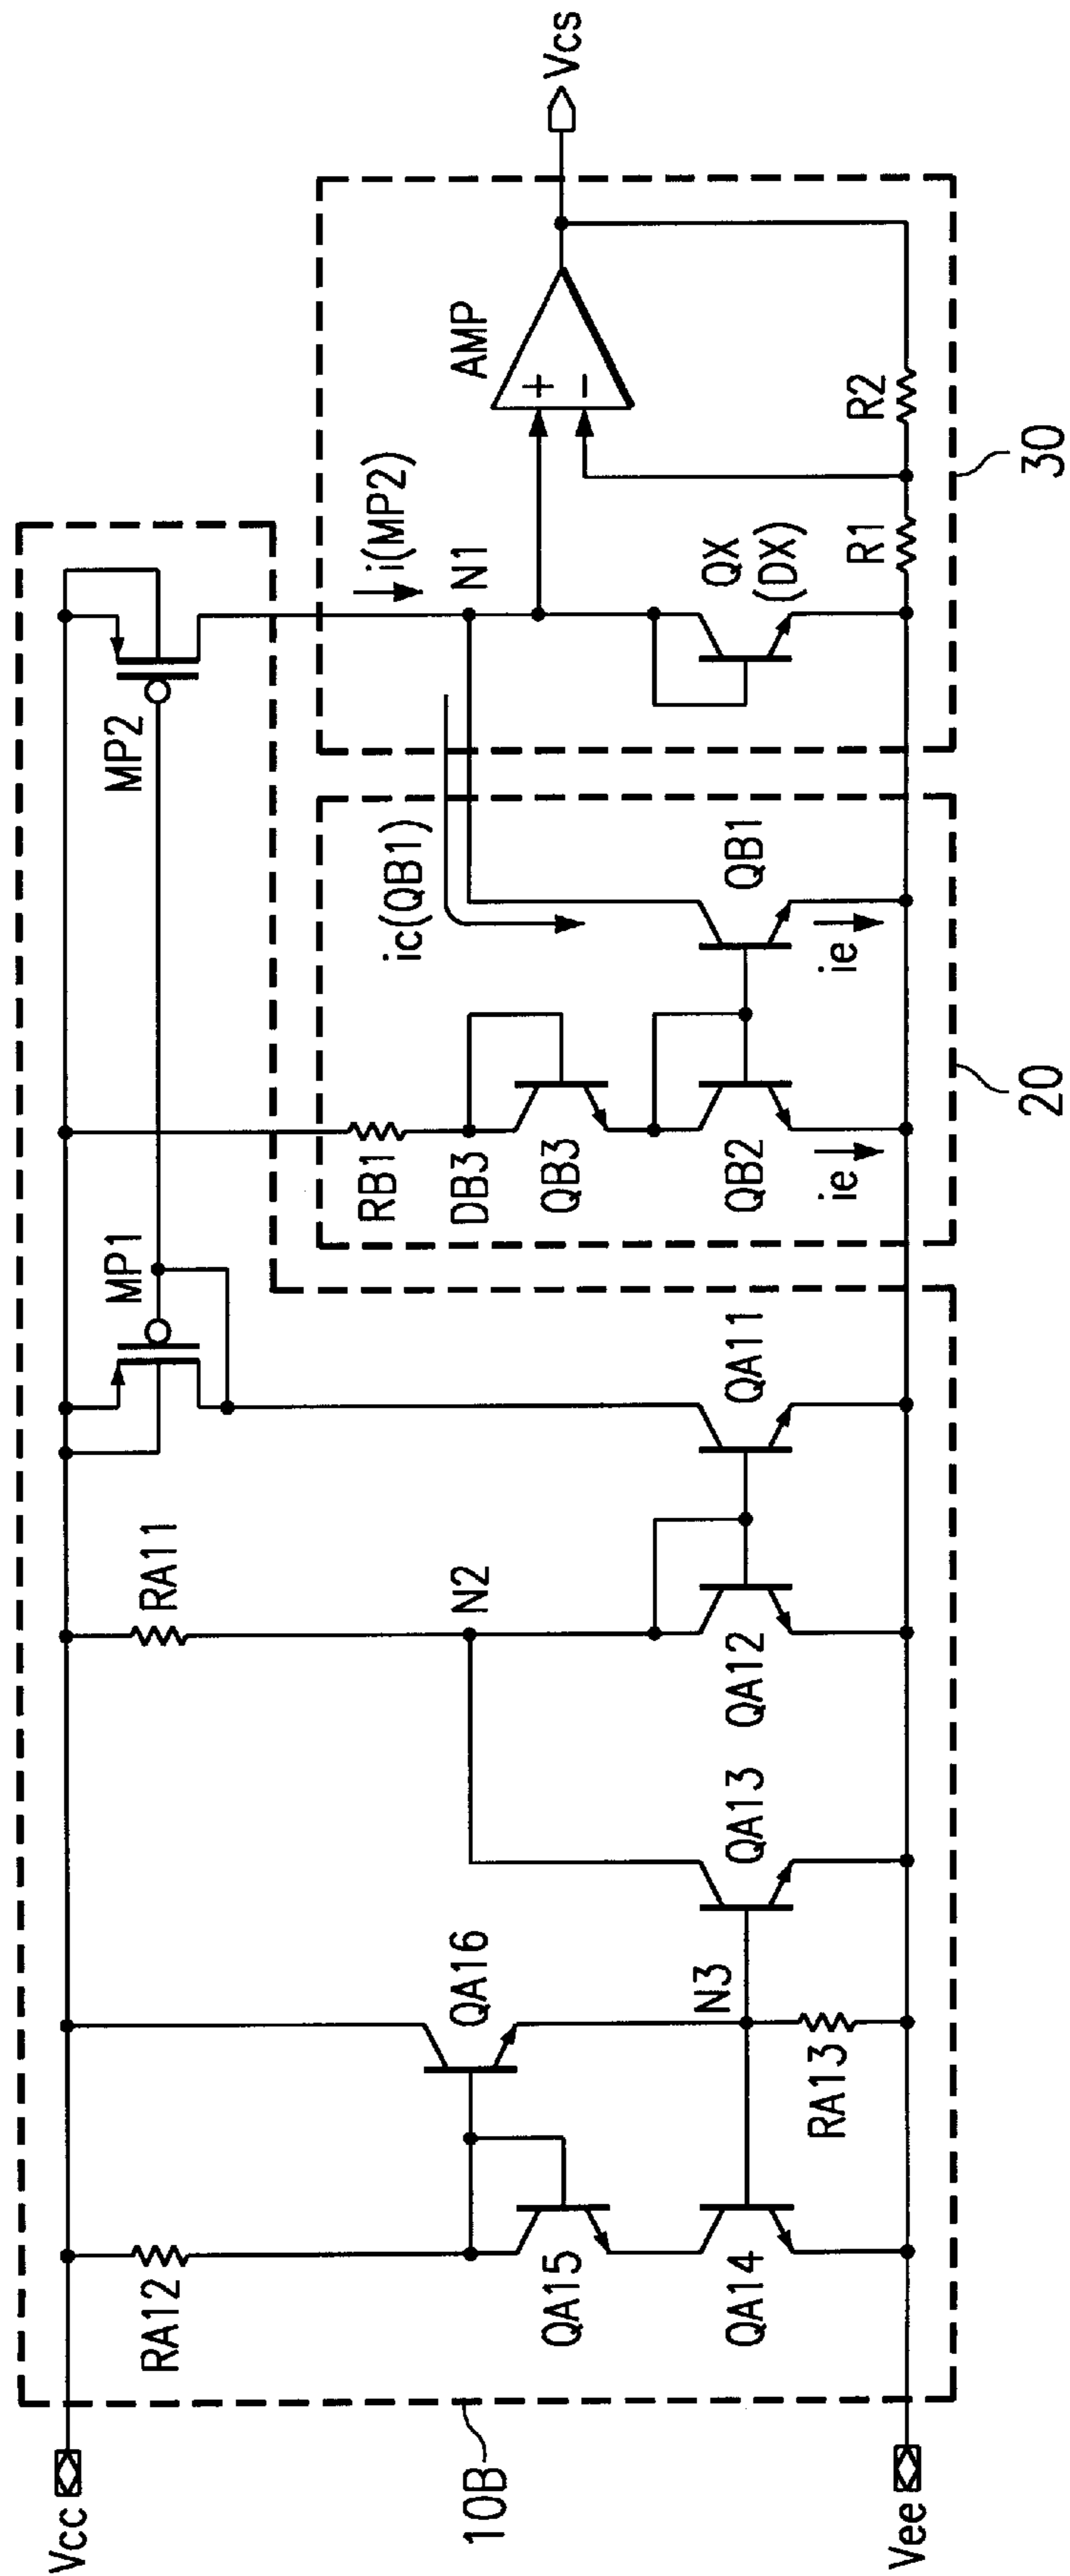 Vcc
Vee
10B
RA12
QA15
QA14
QA16
N3
RA13
QA13
RA11
N2
QA12
QA11
MP1
MP2
RB1
DB3
QB3
QB2
ie
ic(QB1)
QB1
ie
20
i(MP2)
N1
QX
(DX)
AMP
+
−
R1
R2
30
Vcs